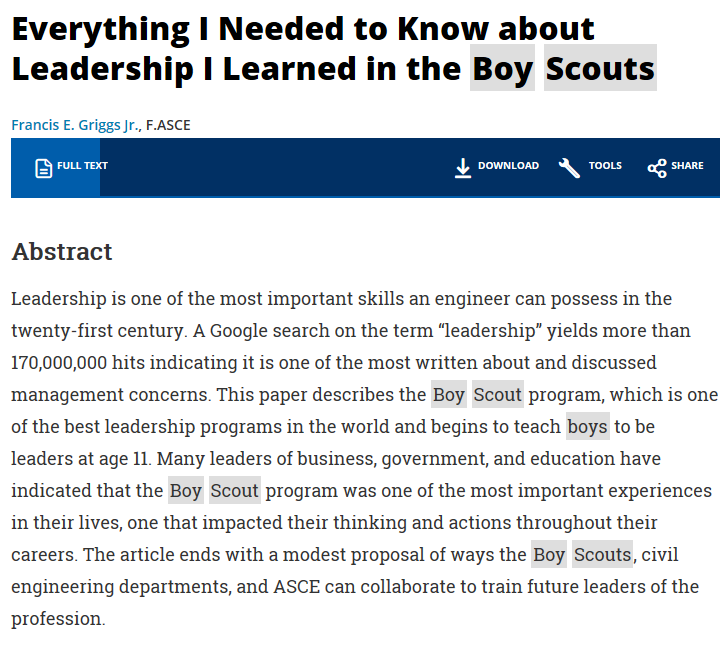 Everything I Needed to Know about
Leadership I Learned in the Boy Scouts
Francis E. Griggs Jr., F.ASCE
FULL TEXT DOWNLOAD TOOLS SHARE
Abstract
Leadership is one of the most important skills an engineer can possess in the
twenty-first century. A Google search on the term “leadership” yields more than
170,000,000 hits indicating it is one of the most written about and discussed
management concerns. This paper describes the Boy Scout program, which is one
of the best leadership programs in the world and begins to teach boys to be
leaders at age 11. Many leaders of business, government, and education have
indicated that the Boy Scout program was one of the most important experiences
in their lives, one that impacted their thinking and actions throughout their
careers. The article ends with a modest proposal of ways the Boy Scouts, civil
engineering departments, and ASCE can collaborate to train future leaders of the
profession.